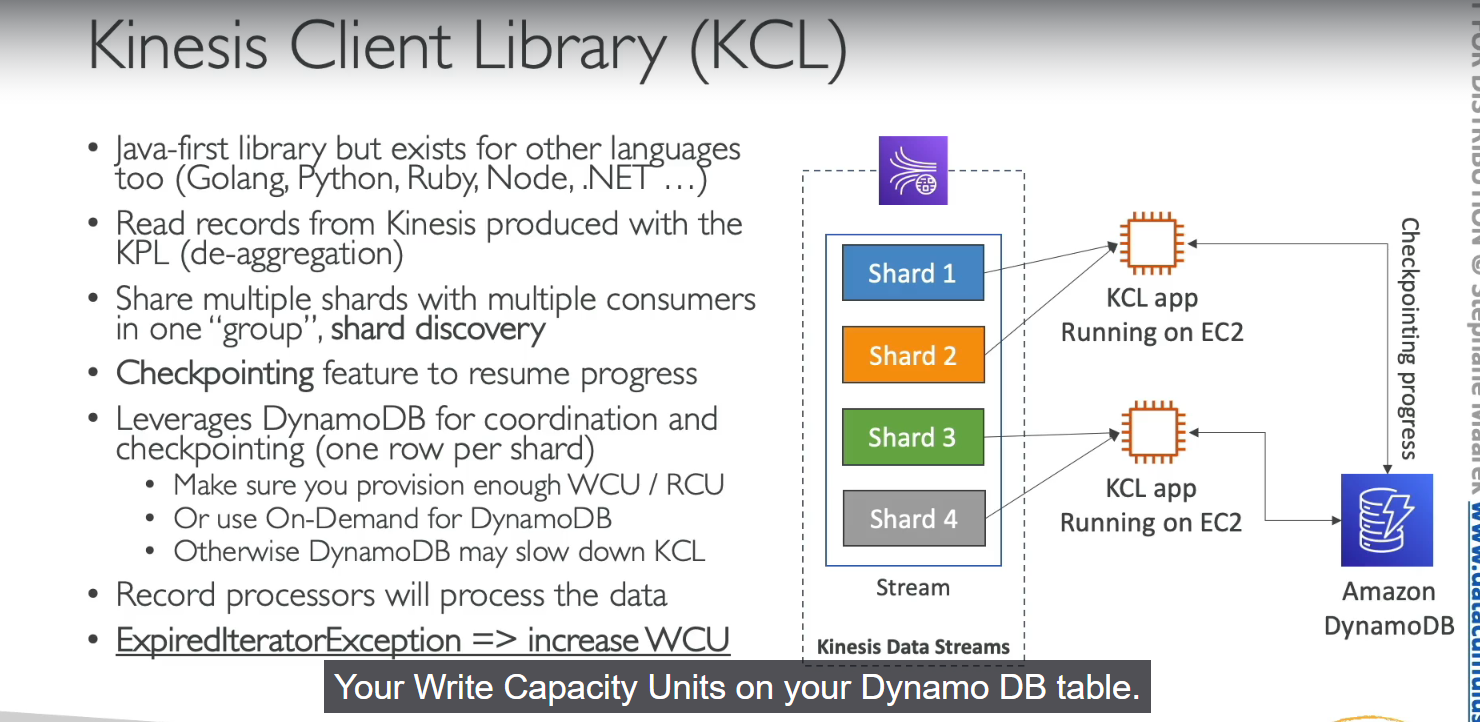 Kinesis Client Library (KCL)
• Java-first library but exists for other languages
too (Golang, Python, Ruby, Node, .NET …)
• Read records from Kinesis produced with the
KPL (de-aggregation)
• Share multiple shards with multiple consumers
in one “group”, shard discovery
• Checkpointing feature to resume progress
• Leverages DynamoDB for coordination and
checkpointing (one row per shard)
• Make sure you provision enough WCU / RCU
• Or use On-Demand for DynamoDB
• Otherwise DynamoDB may slow down KCL
• Record processors will process the data
• ExpiredIteratorException => increase WCU
Shard 1
Shard 2
Shard 3
Shard 4
Stream
Kinesis Data Streams
KCL app
Running on EC2
KCL app
Running on EC2
Checkpointing progress
Amazon
DynamoDB
Your Write Capacity Units on your Dynamo DB table.
FOR DISTRIBUTION © Stephane Maarek